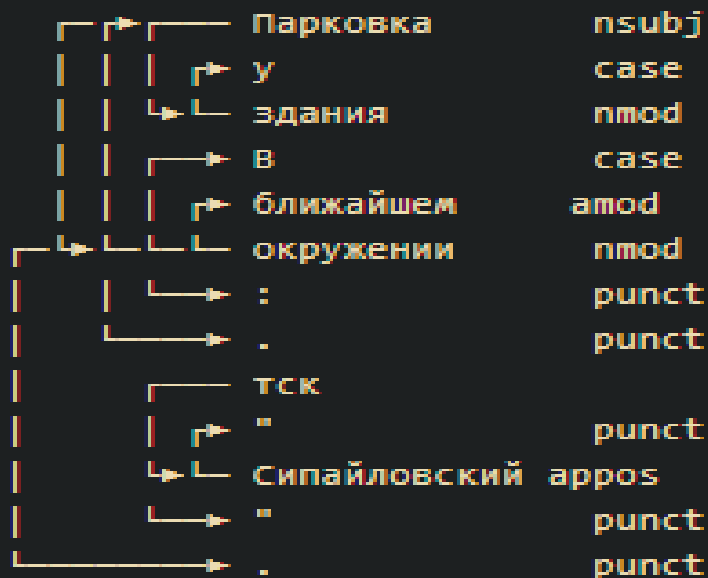 Парковка nsubj
у case
здания nmod
в case
ближайшем amod
окружении nmod
: punct
. punct
тск
" punct
Сипайловский appos
" punct
. punct